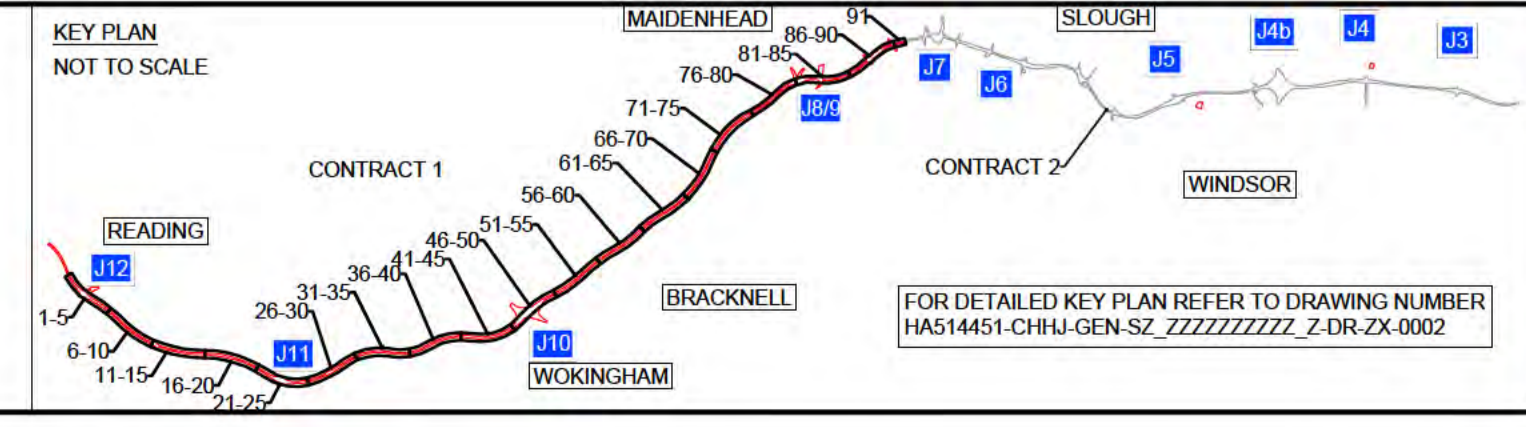 KEY PLAN
NOT TO SCALE
MAIDENHEAD
91
SLOUGH
86-90
81-85
76-80
J8/9
J7
J6
J5
J4b
J4
J3
71-75
66-70
61-65
56-60
51-55
46-50
41-45
36-40
31-35
26-30
CONTRACT 1
CONTRACT 2
WINDSOR
READING
J12
1-5
6-10
11-15
16-20
21-25
J11
J10
WOKINGHAM
BRACKNELL
FOR DETAILED KEY PLAN REFER TO DRAWING NUMBER
HA514451-CHHJ-GEN-SZ_ZZZZZZZZZZ_Z-DR-ZX-0002